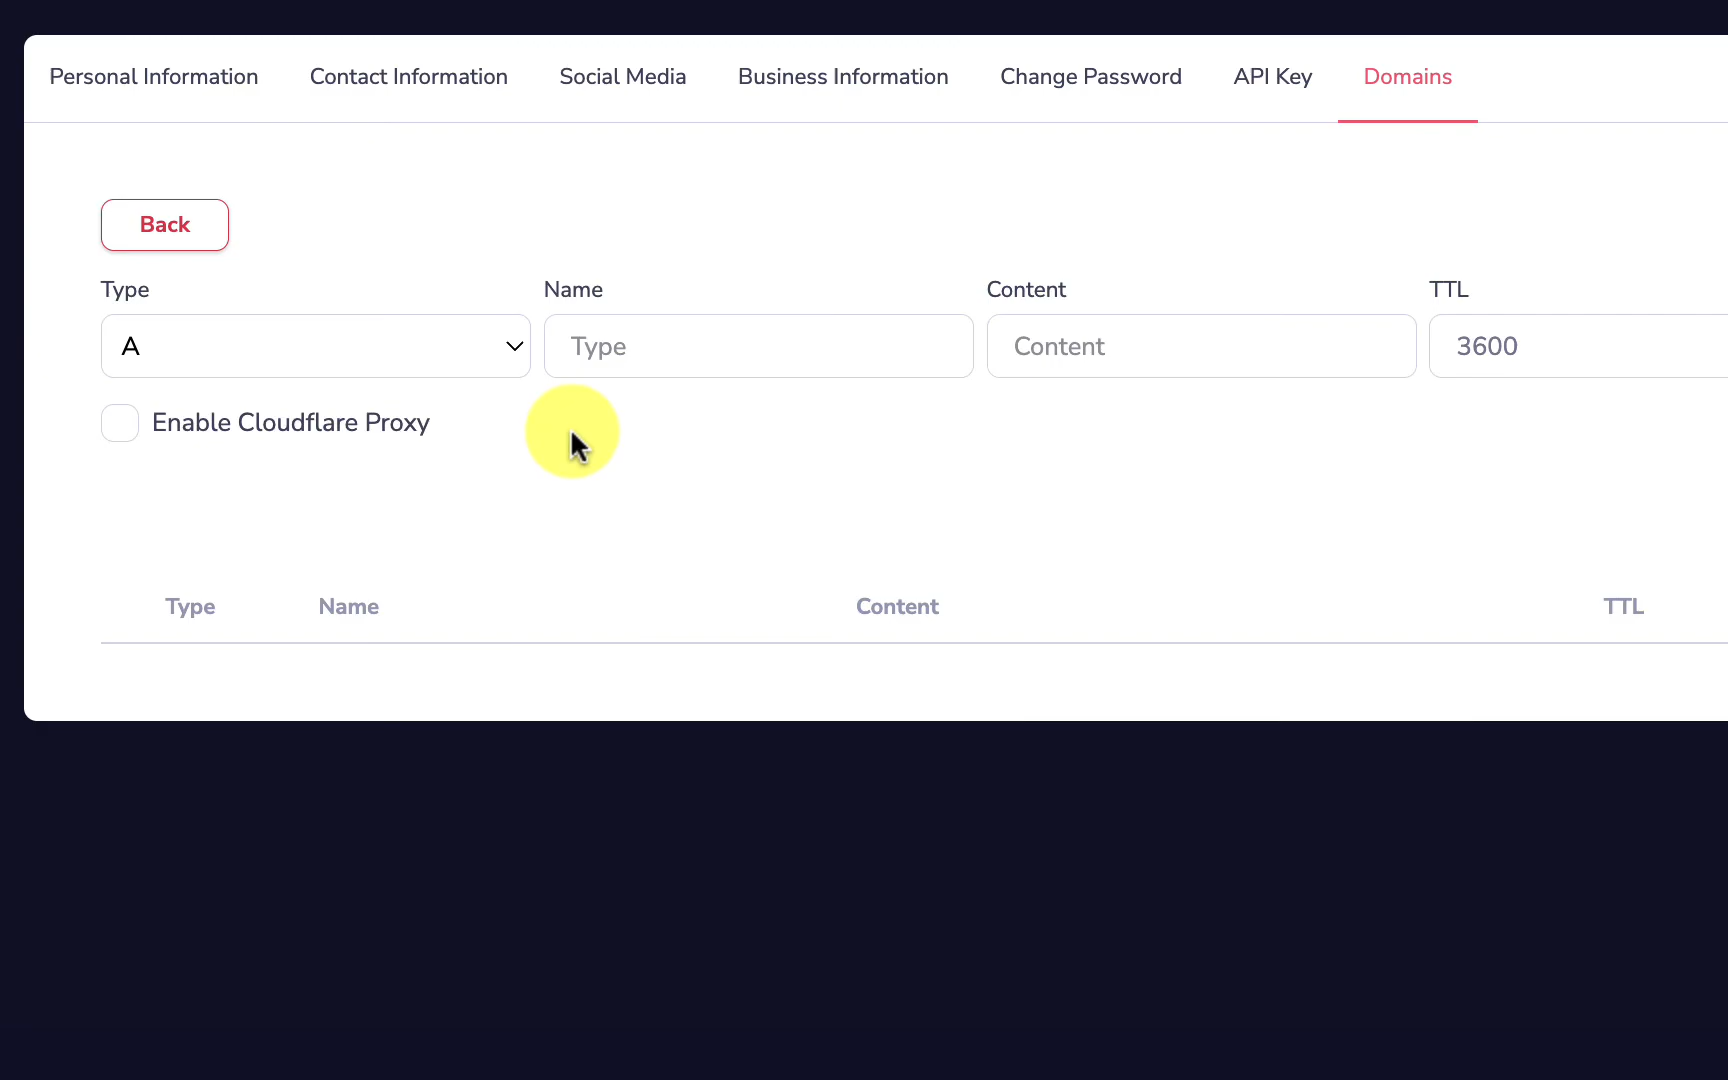 Personal Information Contact Information Social Media Business Information Change Password API Key Domains
Back
Type Name Content TTL
A Type Content 3600
Enable Cloudflare Proxy
Type Name Content TTL